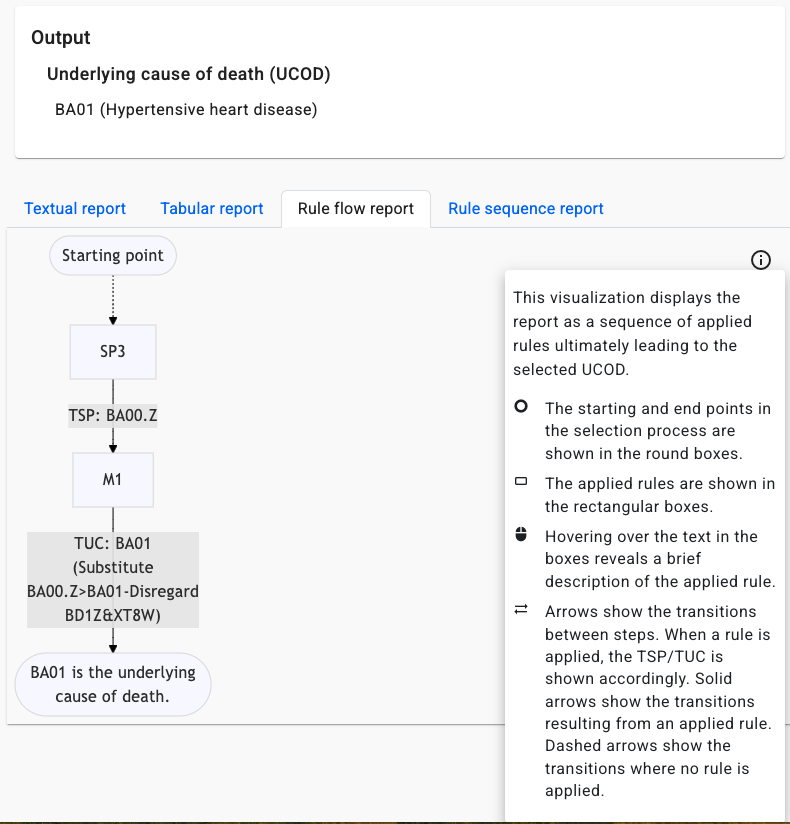 Output
Underlying cause of death (UCOD)
BA01 (Hypertensive heart disease)
Textual report
Tabular report
Rule flow report
Rule sequence report
Starting point
SP3
TSP: BA00.Z
M1
TUC: BA01
(Substitute
BA00.Z>BA01-Disregard
BD1Z&XT8W)
BA01 is the underlying
cause of death.
This visualization displays the
report as a sequence of applied
rules ultimately leading to the
selected UCOD.
The starting and end points in
the selection process are
shown in the round boxes.
The applied rules are shown in
the rectangular boxes.
Hovering over the text in the
boxes reveals a brief
description of the applied rule.
Arrows show the transitions
between steps. When a rule is
applied, the TSP/TUC is
shown accordingly. Solid
arrows show the transitions
resulting from an applied rule.
Dashed arrows show the
transitions where no rule is
applied.